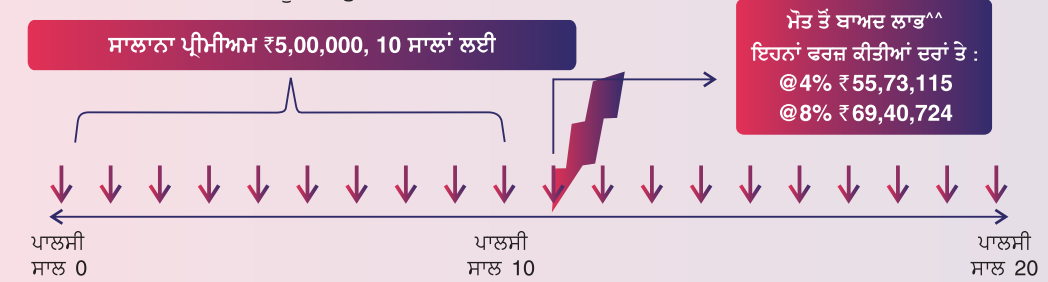 ਸਾਲਾਨਾ ਪ੍ਰੀਮੀਅਮ ₹5,00,000, 10 ਸਾਲਾਂ ਲਈ
ਮੌਤ ਤੋਂ ਬਾਅਦ ਲਾਭ^^
ਇਹਨਾਂ ਫਰਜ਼ ਕੀਤੀਆਂ ਦਰਾਂ ਤੇ :
@4% ₹55,73,115
@8% ₹69,40,724
ਪਾਲਸੀ
ਸਾਲ 0
ਪਾਲਸੀ
ਸਾਲ 10
ਪਾਲਸੀ
ਸਾਲ 20